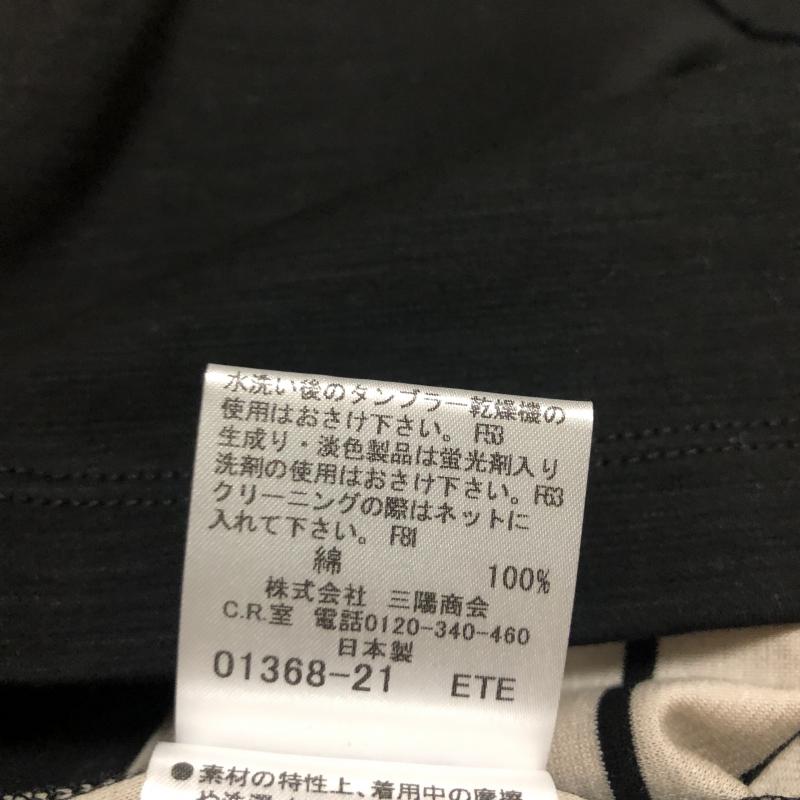 水洗い後のタンブラー乾燥機の
使用はおさけ下さい。 F53
生成り・淡色製品は蛍光剤入り
洗剤の使用はおさけ下さい。F63
クリーニングの際はネットに
入れて下さい。 F81
綿 100%
株式会社 三陽商会
C.R.室 電話0120-340-460
日本製
01368-21 ETE
●素材の特性上、着用中の摩擦
や洗濯